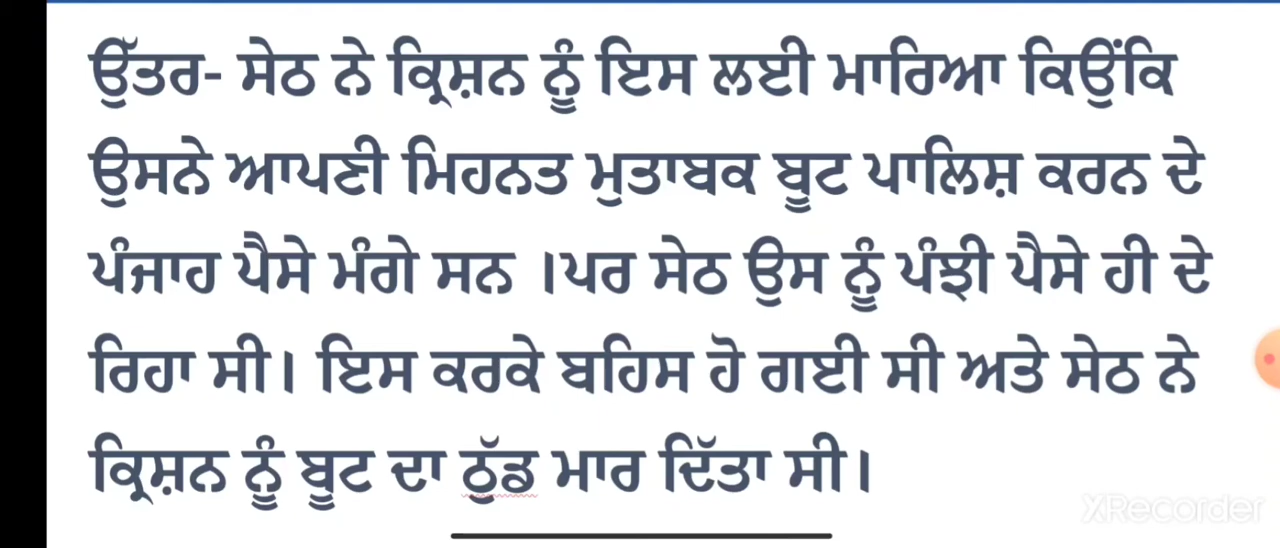 ਉੱਤਰ- ਸੇਠ ਨੇ ਕ੍ਰਿਸ਼ਨ ਨੂੰ ਇਸ ਲਈ ਮਾਰਿਆ ਕਿਉਂਕਿ
ਉਸਨੇ ਆਪਣੀ ਮਿਹਨਤ ਮੁਤਾਬਕ ਬੂਟ ਪਾਲਿਸ਼ ਕਰਨ ਦੇ
ਪੰਜਾਹ ਪੈਸੇ ਮੰਗੇ ਸਨ ।ਪਰ ਸੇਠ ਉਸ ਨੂੰ ਪੰਝੀ ਪੈਸੇ ਹੀ ਦੇ
ਰਿਹਾ ਸੀ। ਇਸ ਕਰਕੇ ਬਹਿਸ ਹੋ ਗਈ ਸੀ ਅਤੇ ਸੇਠ ਨੇ
ਕ੍ਰਿਸ਼ਨ ਨੂੰ ਬੂਟ ਦਾ ਠੁੱਡ ਮਾਰ ਦਿੱਤਾ ਸੀ।
XRecorder